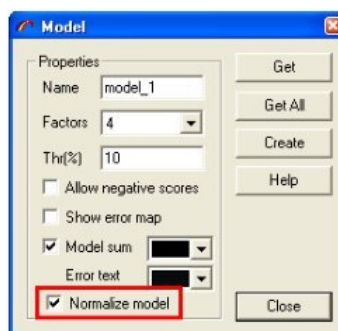 Model
Properties
Name model_1
Factors 4
Thr(%) 10
Allow negative scores
Show error map
Model sum
Error text
Normalize model
Get
Get All
Create
Help
Close